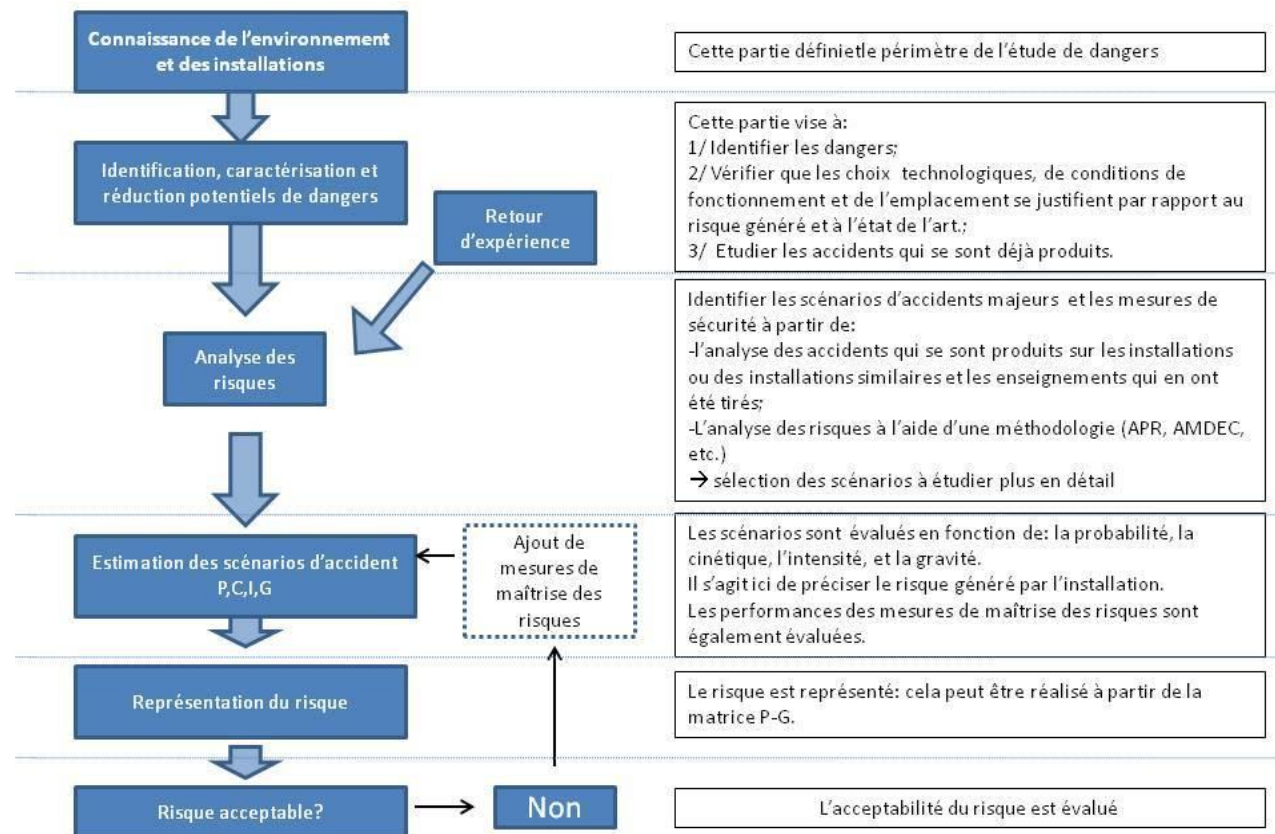 Connaissance de l'environnement
et des installations
Cette partie définietle périmètre de l'étude de dangers
Identification, caractérisation et
réduction potentiels de dangers
Retour
d'expérience
Cette partie vise à:
1/ Identifier les dangers;
2/ Vérifier que les choix technologiques, de conditions de
fonctionnement et de l'emplacement se justifient par rapport au
risque généré et à l'état de l'art.;
3/ Etudier les accidents qui se sont déjà produits.
Analyse des
risques
Identifier les scénarios d'accidents majeurs et les mesures de
sécurité à partir de:
-l'analyse des accidents qui se sont produits sur les installations
ou des installations similaires et les enseignements qui en ont
été tirés;
-L'analyse des risques à l'aide d'une méthodologie (APR, AMDEC,
etc.)
→ sélection des scénarios à étudier plus en détail
Estimation des scénarios d'accident
P,C,I,G
Ajout de
mesures de
maîtrise des
risques
Les scénarios sont évalués en fonction de: la probabilité, la
cinétique, l'intensité, et la gravité.
Il s'agit ici de préciser le risque généré par l'installation.
Les performances des mesures de maîtrise des risques sont
également évaluées.
Représentation du risque
Le risque est représenté: cela peut être réalisé à partir de la
matrice P-G.
Risque acceptable?
Non
L'acceptabilité du risque est évalué